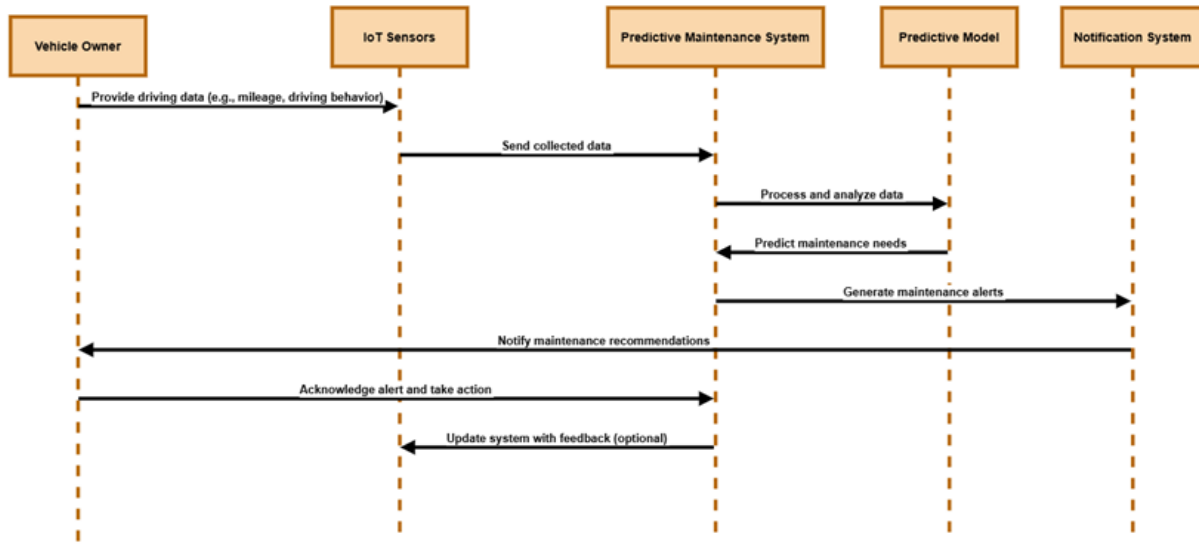 Vehicle Owner
IoT Sensors
Predictive Maintenance System
Predictive Model
Notification System
Provide driving data (e.g., mileage, driving behavior)
Send collected data
Process and analyze data
Predict maintenance needs
Generate maintenance alerts
Notify maintenance recommendations
Acknowledge alert and take action
Update system with feedback (optional)